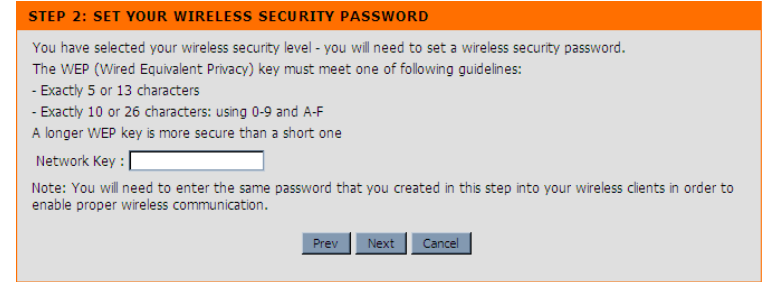 STEP 2: SET YOUR WIRELESS SECURITY PASSWORD
You have selected your wireless security level - you will need to set a wireless security password.
The WEP (Wired Equivalent Privacy) key must meet one of following guidelines:
- Exactly 5 or 13 characters
- Exactly 10 or 26 characters: using 0-9 and A-F
A longer WEP key is more secure than a short one
Network Key :
Note: You will need to enter the same password that you created in this step into your wireless clients in order to
enable proper wireless communication.
Prev Next Cancel